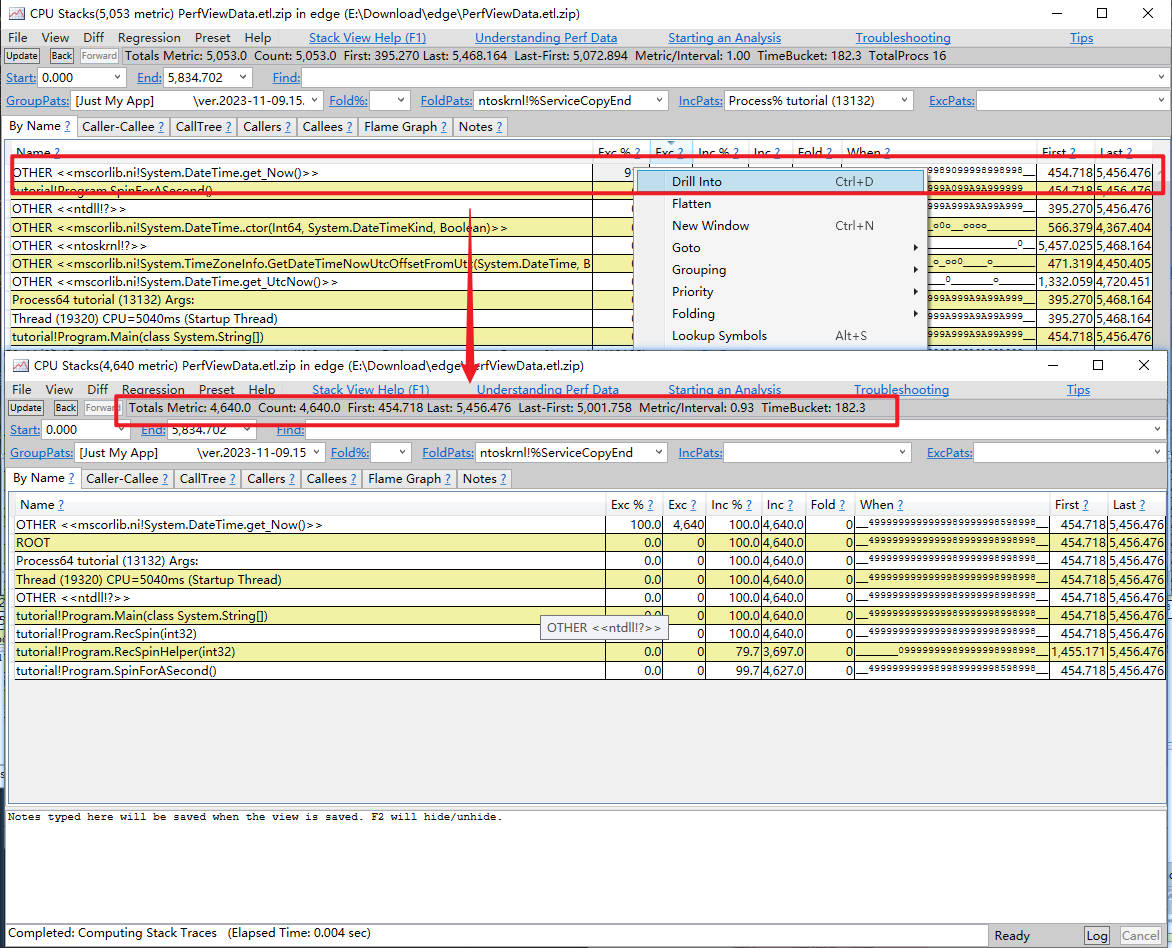 CPU Stacks(5,053 metric) PerfViewData.etl.zip in edge (E:\Download\edge\PerfViewData.etl.zip)
File View Diff Regression Preset Help Stack View Help (F1) Understanding Perf Data Starting an Analysis Troubleshooting Tips
Update Back Forward Totals Metric: 5,053.0 Count: 5,053.0 First: 395.270 Last: 5,468.164 Last-First: 5,072.894 Metric/Interval: 1.00 TimeBucket: 182.3 TotalProcs 16
Start: 0.000 End: 5,834.702 Find:
GroupPats: [Just My App] \ver.2023-11-09.15. Fold%: FoldPats: ntoskrnl!%ServiceCopyEnd IncPats: Process% tutorial (13132) ExcPats:
By Name ? Caller-Callee ? CallTree ? Callers ? Callees ? Flame Graph ? Notes ?
Name ? Exc % ? Exc ? Inc % ? Inc ? Fold ? When ? First ? Last ?
OTHER <<mscorlib.ni!System.DateTime.get_Now()>> 454.718 5,456.476
tutorial!Program.SpinForASecond() 454.718 5,456.476
OTHER <<ntdll!?>> 395.270 5,456.476
OTHER <<mscorlib.ni!System.DateTime..ctor(Int64, System.DateTimeKind, Boolean)>> 566.379 4,367.404
OTHER <<ntoskrnl!?>> 5,457.025 5,468.164
OTHER <<mscorlib.ni!System.TimeZoneInfo.GetDateTimeNowUtcOffsetFromUtc(System.DateTime, B 471.319 4,450.405
OTHER <<mscorlib.ni!System.DateTime.get_UtcNow()>> 1,332.059 4,720.451
Process64 tutorial (13132) Args: 395.270 5,468.164
Thread (19320) CPU=5040ms (Startup Thread) 395.270 5,468.164
tutorial!Program.Main(class System.String[]) 454.718 5,456.476
Drill Into Ctrl+D
Flatten
New Window Ctrl+N
Goto
Grouping
Priority
Folding
Lookup Symbols Alt+S
CPU Stacks(4,640 metric) PerfViewData.etl.zip in edge (E:\Download\edge\PerfViewData.etl.zip)
File View Diff Regression Preset Help Stack View Help (F1) Understanding Perf Data Starting an Analysis Troubleshooting Tips
Update Back Forward Totals Metric: 4,640.0 Count: 4,640.0 First: 454.718 Last: 5,456.476 Last-First: 5,001.758 Metric/Interval: 0.93 TimeBucket: 182.3
Start: 0.000 End: 5,834.702 Find:
GroupPats: [Just My App] \ver.2023-11-09.15 Fold%: FoldPats: ntoskrnl!%ServiceCopyEnd IncPats: ExcPats:
By Name ? Caller-Callee ? CallTree ? Callers ? Callees ? Flame Graph ? Notes ?
Name ? Exc % ? Exc ? Inc % ? Inc ? Fold ? When ? First ? Last ?
OTHER <<mscorlib.ni!System.DateTime.get_Now()>> 100.0 4,640 100.0 4,640.0 0 454.718 5,456.476
ROOT 0.0 0 100.0 4,640.0 0 454.718 5,456.476
Process64 tutorial (13132) Args: 0.0 0 100.0 4,640.0 0 454.718 5,456.476
Thread (19320) CPU=5040ms (Startup Thread) 0.0 0 100.0 4,640.0 0 454.718 5,456.476
OTHER <<ntdll!?>> 0.0 0 100.0 4,640.0 0 454.718 5,456.476
tutorial!Program.Main(class System.String[]) 0.0 0 100.0 4,640.0 0 454.718 5,456.476
OTHER <<ntdll!?>>
tutorial!Program.RecSpin(int32) 0 100.0 4,640.0 0 454.718 5,456.476
tutorial!Program.RecSpinHelper(int32) 0.0 0 79.7 3,697.0 0 1,455.171 5,456.476
tutorial!Program.SpinForASecond() 0.0 0 99.7 4,627.0 0 454.718 5,456.476
Notes typed here will be saved when the view is saved. F2 will hide/unhide.
Completed: Computing Stack Traces (Elapsed Time: 0.004 sec) Ready Log Cancel